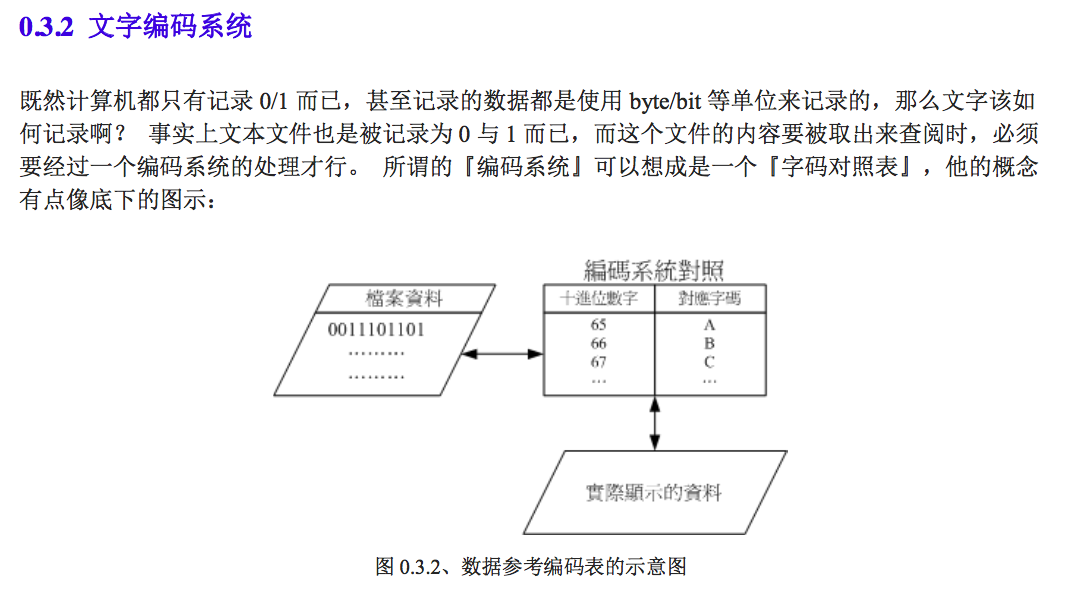 0.3.2 文字编码系统
既然计算机都只有记录 0/1 而已，甚至记录的数据都是使用 byte/bit 等单位来记录的，那么文字该如
何记录啊？ 事实上文本文件也是被记录为 0 与 1 而已，而这个文件的内容要被取出来查阅时，必须
要经过一个编码系统的处理才行。 所谓的『编码系统』可以想成是一个『字码对照表』，他的概念
有点像底下的图示：
編碼系統對照
檔案資料
十進位數字 對應字碼
0011101101
65 A
66 B
67 C
………
… …
………
實際顯示的資料
图 0.3.2、数据参考编码表的示意图